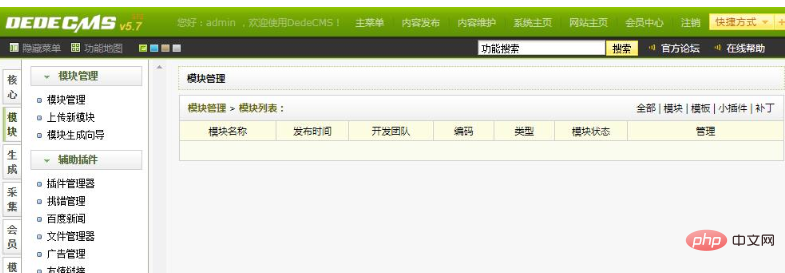 DEDECMS v5.7
您好：admin ，欢迎使用DedeCMS！ 主菜单 内容发布 内容维护 系统主页 网站主页 会员中心 注销 快捷方式 +
隐藏菜单 功能地图 功能搜索 搜索 官方论坛 在线帮助
核心
模块
生成
采集
会员
模
模块管理
模块管理
上传新模块
模块生成向导
辅助插件
插件管理器
挑错管理
百度新闻
文件管理器
广告管理
友情链接
模块管理
模块管理 > 模块列表： 全部 | 模块 | 模板 | 小插件 | 补丁
模块名称 发布时间 开发团队 编码 类型 模块状态 管理
php 中文网